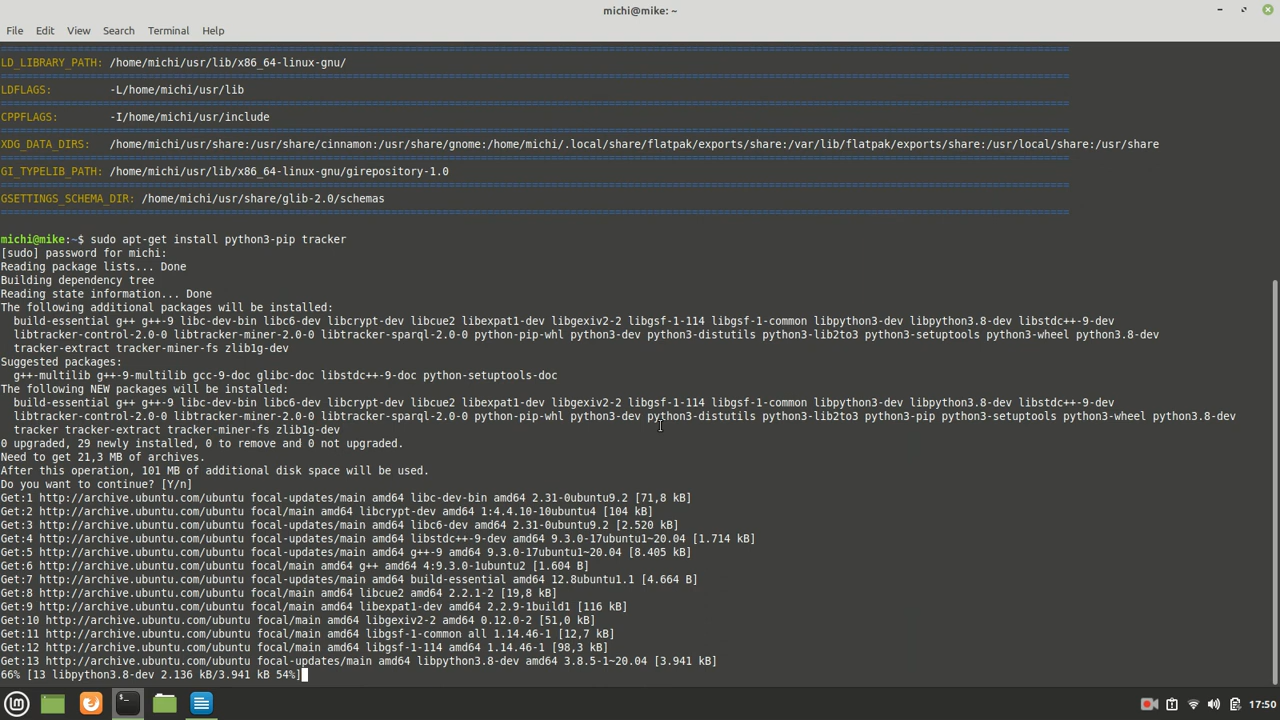 michi@mike: ~
File Edit View Search Terminal Help
LD_LIBRARY_PATH: /home/michi/usr/lib/x86_64-linux-gnu/
LDFLAGS: -L/home/michi/usr/lib
CPPFLAGS: -I/home/michi/usr/include
XDG_DATA_DIRS: /home/michi/usr/share:/usr/share/cinnamon:/usr/share/gnome:/home/michi/.local/share/flatpak/exports/share:/var/lib/flatpak/exports/share:/usr/local/share:/usr/share
GI_TYPELIB_PATH: /home/michi/usr/lib/x86_64-linux-gnu/girepository-1.0
GSETTINGS_SCHEMA_DIR: /home/michi/usr/share/glib-2.0/schemas
michi@mike:~$ sudo apt-get install python3-pip tracker
[sudo] password for michi:
Reading package lists... Done
Building dependency tree
Reading state information... Done
The following additional packages will be installed:
build-essential g++ g++-9 libc-dev-bin libc6-dev libcrypt-dev libcue2 libexpat1-dev libgexiv2-2 libgsf-1-114 libgsf-1-common libpython3-dev libpython3.8-dev libstdc++-9-dev
libtracker-control-2.0-0 libtracker-miner-2.0-0 libtracker-sparql-2.0-0 python-pip-whl python3-dev python3-distutils python3-lib2to3 python3-setuptools python3-wheel python3.8-dev
tracker-extract tracker-miner-fs zlib1g-dev
Suggested packages:
g++-multilib g++-9-multilib gcc-9-doc glibc-doc libstdc++-9-doc python-setuptools-doc
The following NEW packages will be installed:
build-essential g++ g++-9 libc-dev-bin libc6-dev libcrypt-dev libcue2 libexpat1-dev libgexiv2-2 libgsf-1-114 libgsf-1-common libpython3-dev libpython3.8-dev libstdc++-9-dev
libtracker-control-2.0-0 libtracker-miner-2.0-0 libtracker-sparql-2.0-0 python-pip-whl python3-dev python3-distutils python3-lib2to3 python3-pip python3-setuptools python3-wheel python3.8-dev
tracker tracker-extract tracker-miner-fs zlib1g-dev
0 upgraded, 29 newly installed, 0 to remove and 0 not upgraded.
Need to get 21,3 MB of archives.
After this operation, 101 MB of additional disk space will be used.
Do you want to continue? [Y/n]
Get:1 http://archive.ubuntu.com/ubuntu focal-updates/main amd64 libc-dev-bin amd64 2.31-0ubuntu9.2 [71,8 kB]
Get:2 http://archive.ubuntu.com/ubuntu focal/main amd64 libcrypt-dev amd64 1:4.4.10-10ubuntu4 [104 kB]
Get:3 http://archive.ubuntu.com/ubuntu focal-updates/main amd64 libc6-dev amd64 2.31-0ubuntu9.2 [2.520 kB]
Get:4 http://archive.ubuntu.com/ubuntu focal-updates/main amd64 libstdc++-9-dev amd64 9.3.0-17ubuntu1~20.04 [1.714 kB]
Get:5 http://archive.ubuntu.com/ubuntu focal-updates/main amd64 g++-9 amd64 9.3.0-17ubuntu1~20.04 [8.405 kB]
Get:6 http://archive.ubuntu.com/ubuntu focal/main amd64 g++ amd64 4:9.3.0-1ubuntu2 [1.604 B]
Get:7 http://archive.ubuntu.com/ubuntu focal-updates/main amd64 build-essential amd64 12.8ubuntu1.1 [4.664 B]
Get:8 http://archive.ubuntu.com/ubuntu focal/main amd64 libcue2 amd64 2.2.1-2 [19,8 kB]
Get:9 http://archive.ubuntu.com/ubuntu focal/main amd64 libexpat1-dev amd64 2.2.9-1build1 [116 kB]
Get:10 http://archive.ubuntu.com/ubuntu focal/main amd64 libgexiv2-2 amd64 0.12.0-2 [51,0 kB]
Get:11 http://archive.ubuntu.com/ubuntu focal/main amd64 libgsf-1-common all 1.14.46-1 [12,7 kB]
Get:12 http://archive.ubuntu.com/ubuntu focal/main amd64 libgsf-1-114 amd64 1.14.46-1 [98,3 kB]
Get:13 http://archive.ubuntu.com/ubuntu focal-updates/main amd64 libpython3.8-dev amd64 3.8.5-1~20.04 [3.941 kB]
66% [13 libpython3.8-dev 2.136 kB/3.941 kB 54%]
17:50